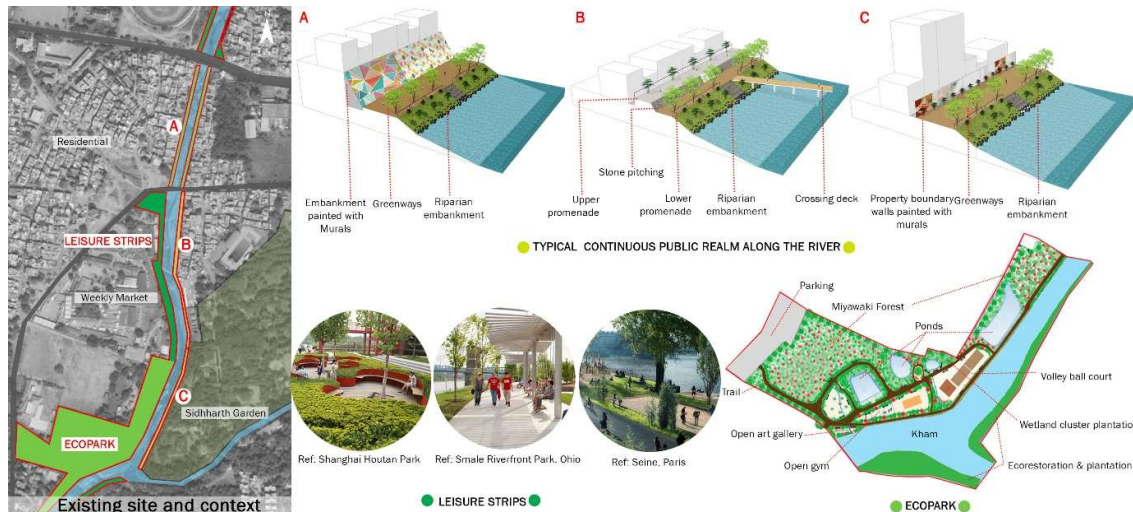 A
Residential
LEISURE STRIPS
B
Weekly Market
C
Sidhharth Garden
ECOPARK
Existing site and context
A
Embankment
painted with
Murals
Greenways
Riparian
embankment
B
Stone pitching
Upper
promenade
Lower
promenade
Riparian
embankment
Crossing deck
C
Property boundary
walls painted with
murals
Greenways
Riparian
embankment
TYPICAL CONTINUOUS PUBLIC REALM ALONG THE RIVER
Ref: Shanghai Houtan Park
Ref: Smale Riverfront Park, Ohio
Ref: Seine, Paris
LEISURE STRIPS
Parking
Miyawaki Forest
Ponds
Volley ball court
Trail
Wetland cluster plantatio
Open art gallery
Kham
Open gym
Ecorestoration & plantation
ECOPARK